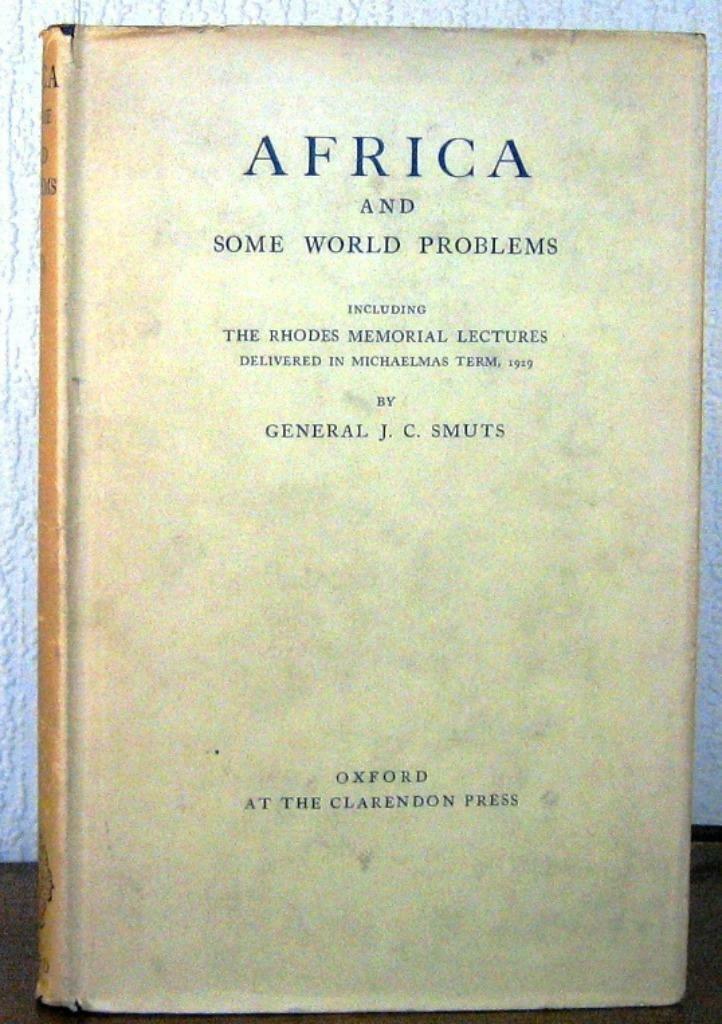 AFRICA
AND
SOME WORLD PROBLEMS
INCLUDING
THE RHODES MEMORIAL LECTURES
DELIVERED IN MICHAELMAS TERM, 1929
BY
GENERAL J. C. SMUTS
OXFORD
AT THE CLARENDON PRESS